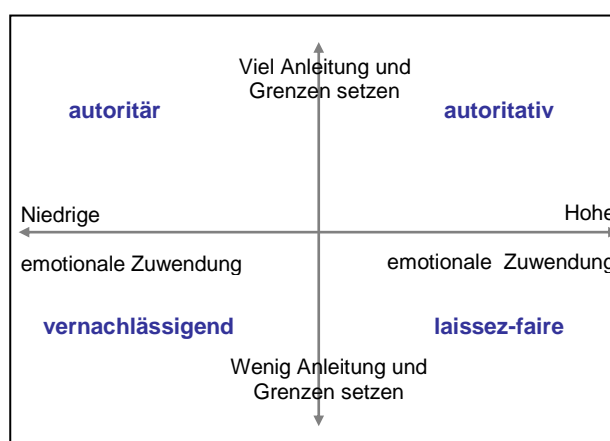 Viel Anleitung und
Grenzen setzen
autoritär
autoritativ
Niedrige
Hohe
emotionale Zuwendung
emotionale Zuwendung
vernachlässigend
laissez-faire
Wenig Anleitung und
Grenzen setzen